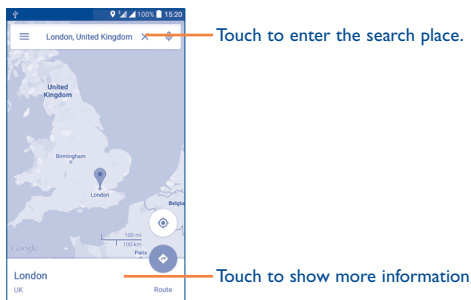 100% 15:20
London, United Kingdom
Touch to enter the search place.
United
Kingdom
Birmingham
London
Belgiu
100 mi
100 km
Google
Paris
London
Touch to show more information
UK
Route